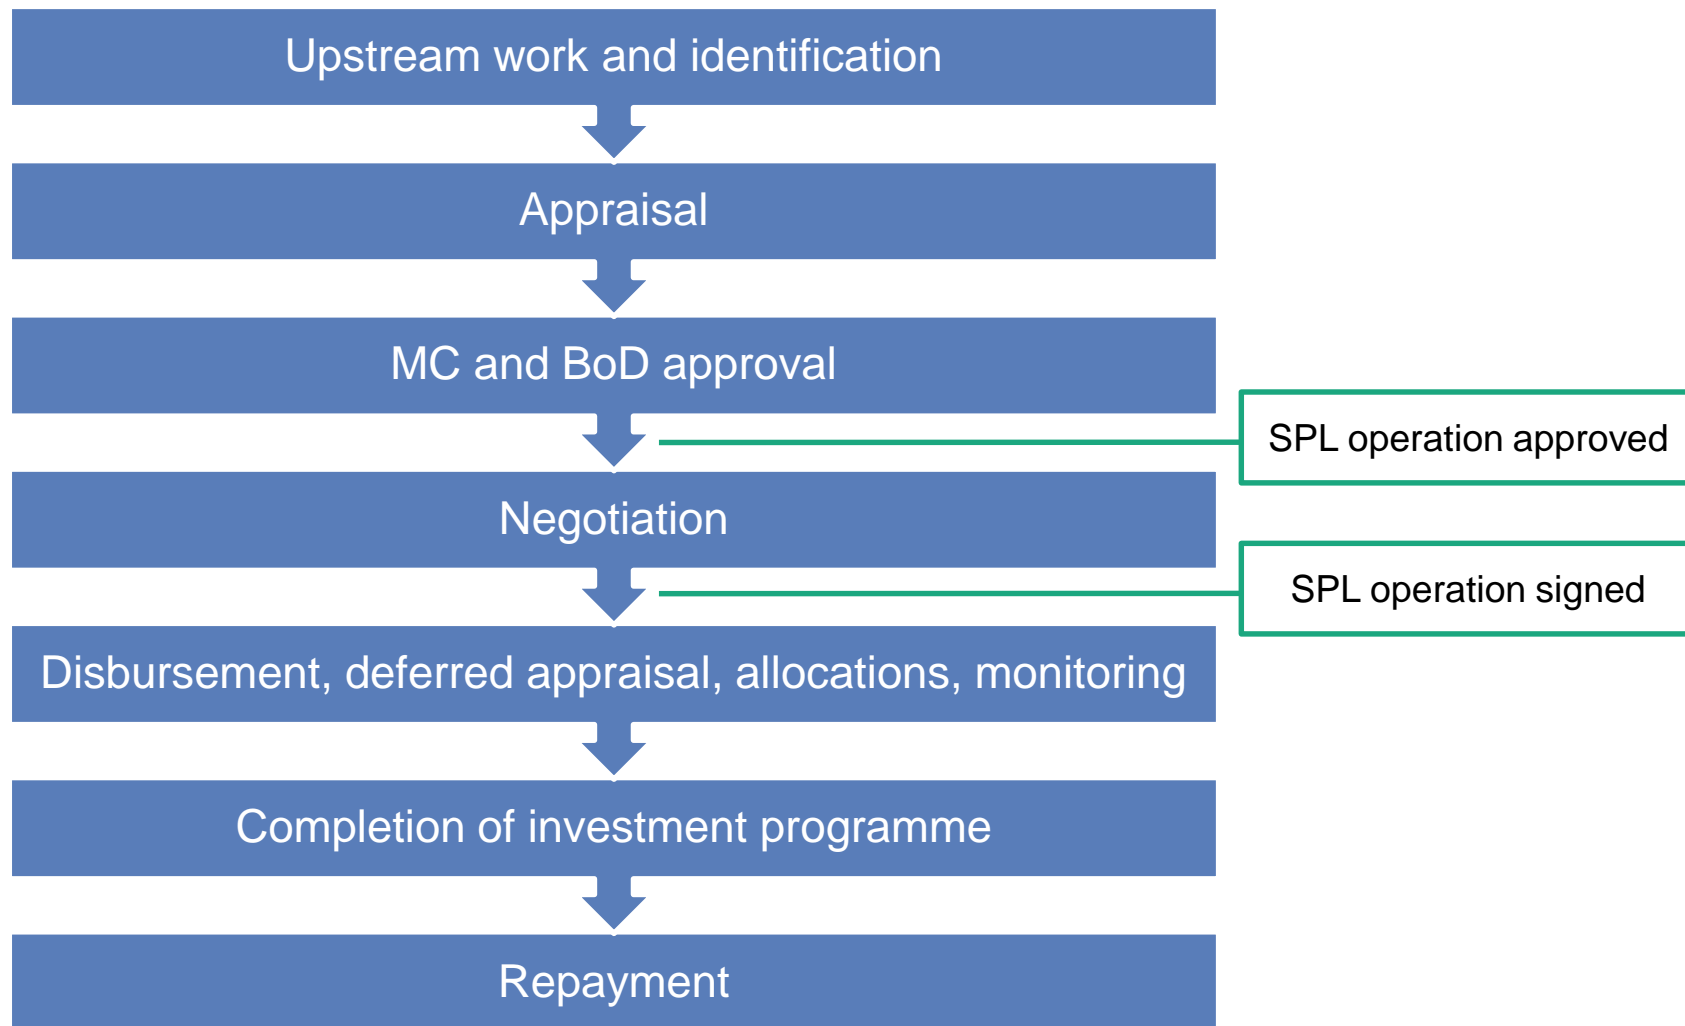 Upstream work and identification
Appraisal
MC and BoD approval
SPL operation approved
Negotiation
SPL operation signed
Disbursement, deferred appraisal, allocations, monitoring
Completion of investment programme
Repayment